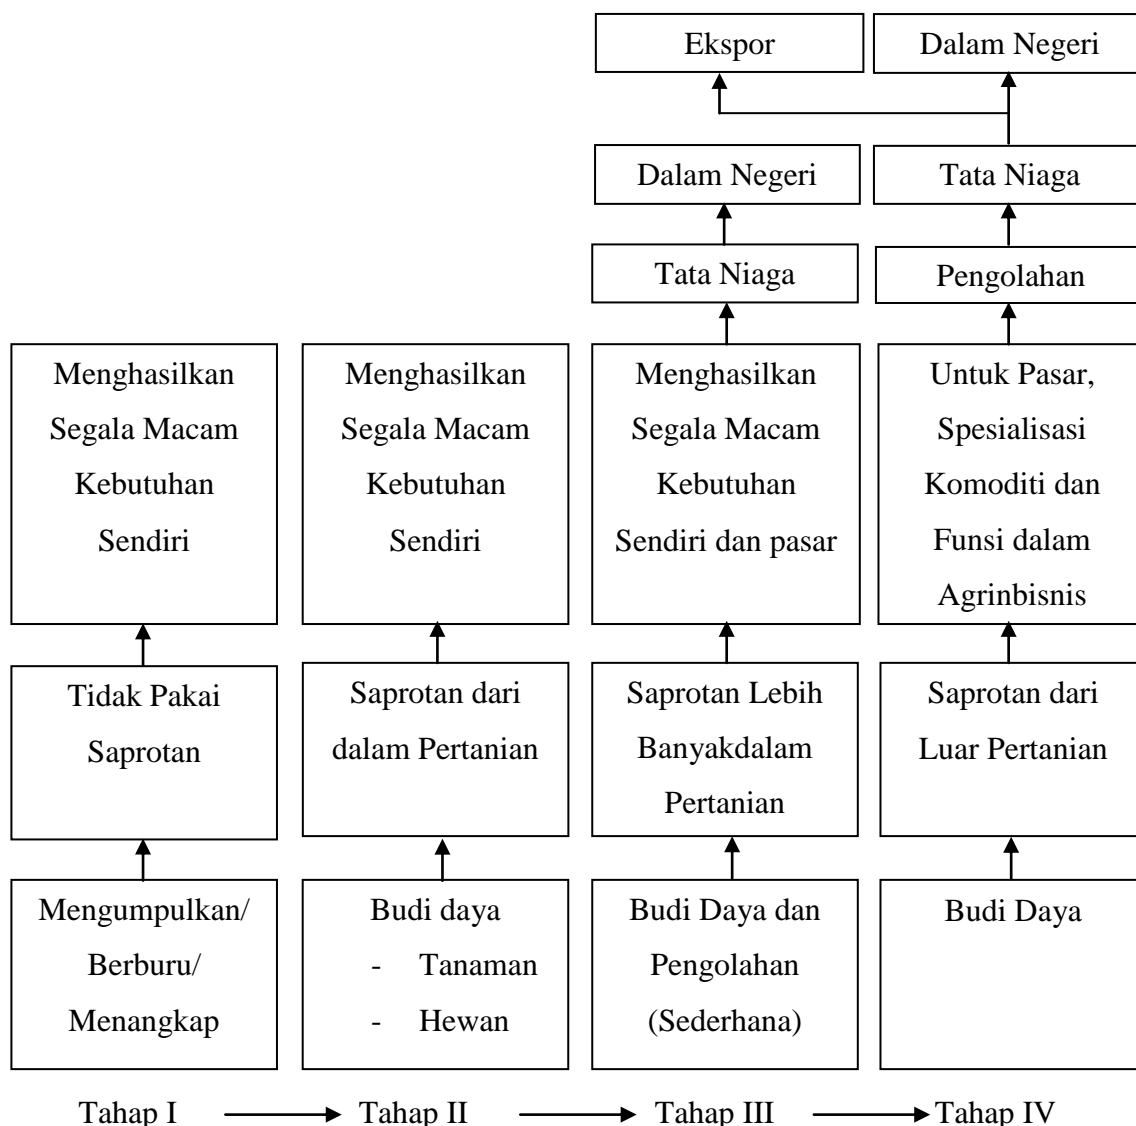 Ekspor
Dalam Negeri
Dalam Negeri
Tata Niaga
Tata Niaga
Pengolahan
Menghasilkan
Segala Macam
Kebutuhan
Sendiri
Menghasilkan
Segala Macam
Kebutuhan
Sendiri
Menghasilkan
Segala Macam
Kebutuhan
Sendiri dan pasar
Untuk Pasar,
Spesialisasi
Komoditi dan
Funsi dalam
Agrinbisnis
Tidak Pakai
Saprotan
Saprotan dari
dalam Pertanian
Saprotan Lebih
Banyakdalam
Pertanian
Saprotan dari
Luar Pertanian
Mengumpulkan/
Berburu/
Menangkap
Budi daya
- Tanaman
- Hewan
Budi Daya dan
Pengolahan
(Sederhana)
Budi Daya
Tahap I
Tahap II
Tahap III
Tahap IV